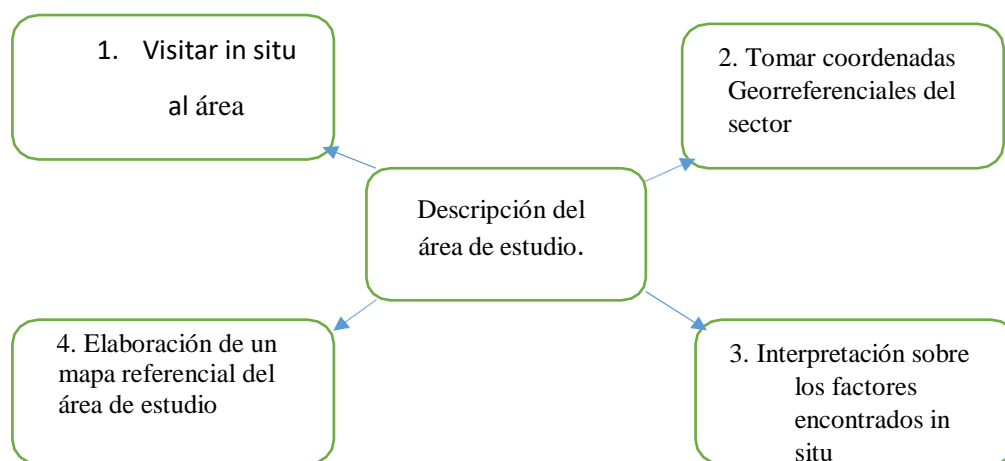 1. Visitar in situ
al área
2. Tomar coordenadas
Georreferenciales del
sector
Descripción del
área de estudio.
4. Elaboración de un
mapa referencial del
área de estudio
3. Interpretación sobre
los factores
encontrados in
situ